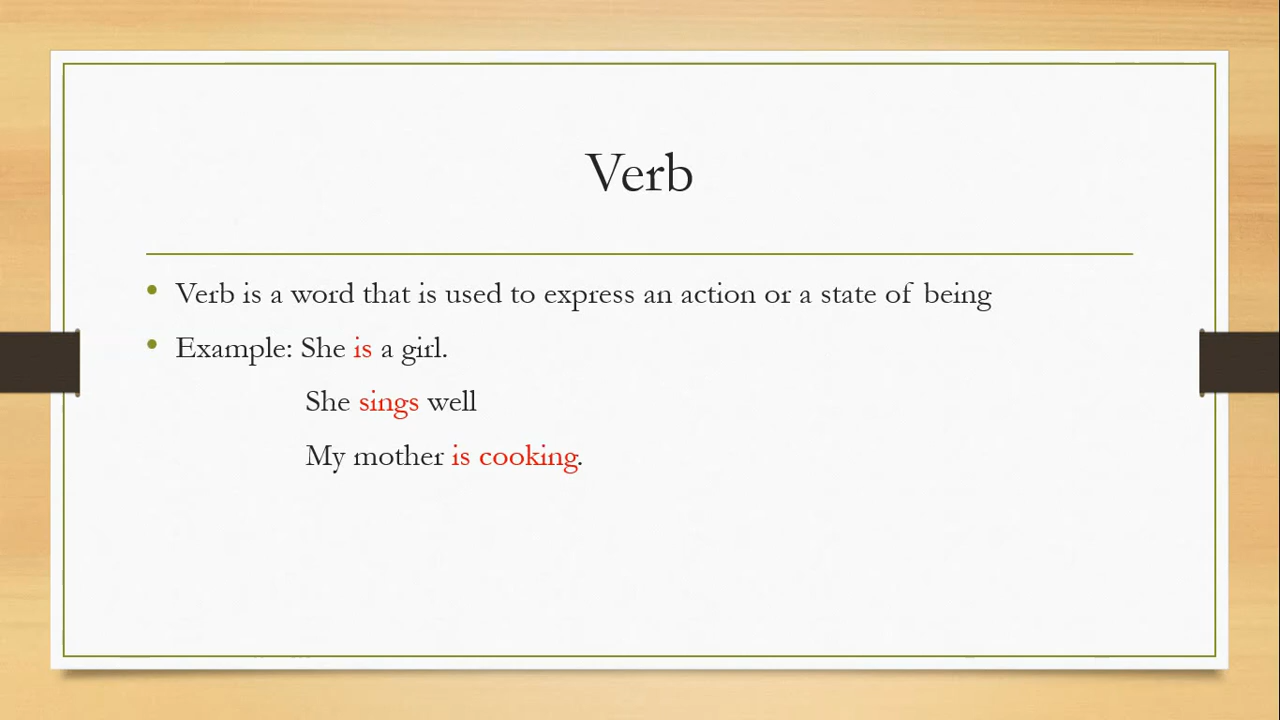 Verb
• Verb is a word that is used to express an action or a state of being
• Example: She is a girl.
She sings well
My mother is cooking.